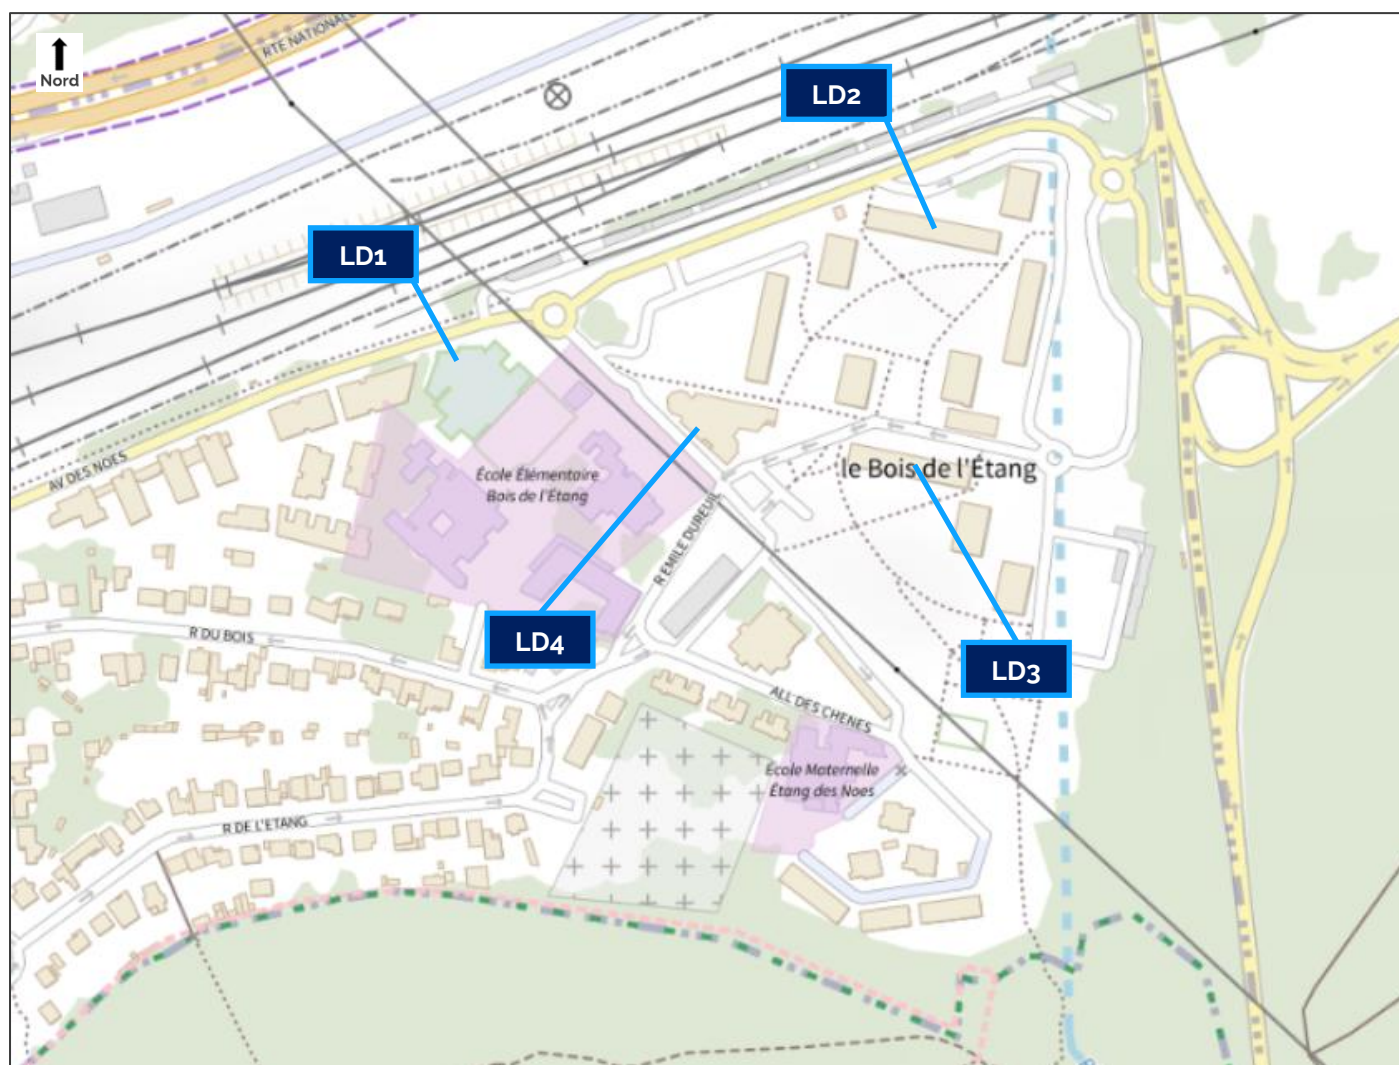 Nord
RTE NATIONALE
LD2
LD1
AV DES NOES
École Élémentaire
Bois de l'Étang
le Bois de l'Étang
R EMILE DUREUIL
LD4
LD3
R DU BOIS
ALL DES CHENES
École Maternelle
Étang des Noes
R DE L'ETANG